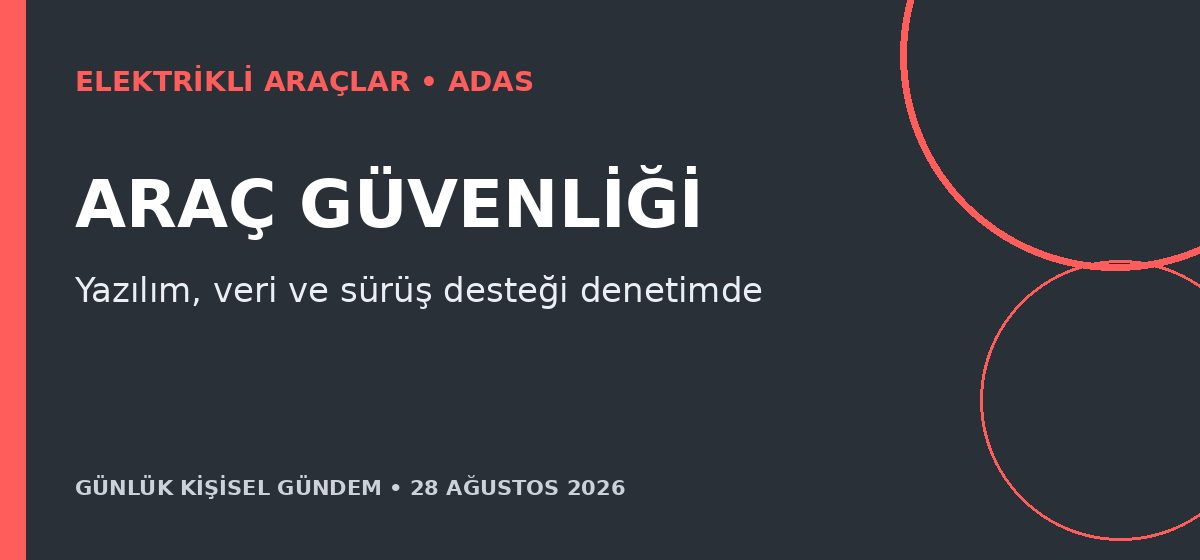 ELEKTRİKLİ ARAÇLAR • ADAS
ARAÇ GÜVENLİĞİ
Yazılım, veri ve sürüş desteği denetimde
GÜNLÜK KİŞİSEL GÜNDEM • 28 AĞUSTOS 2026